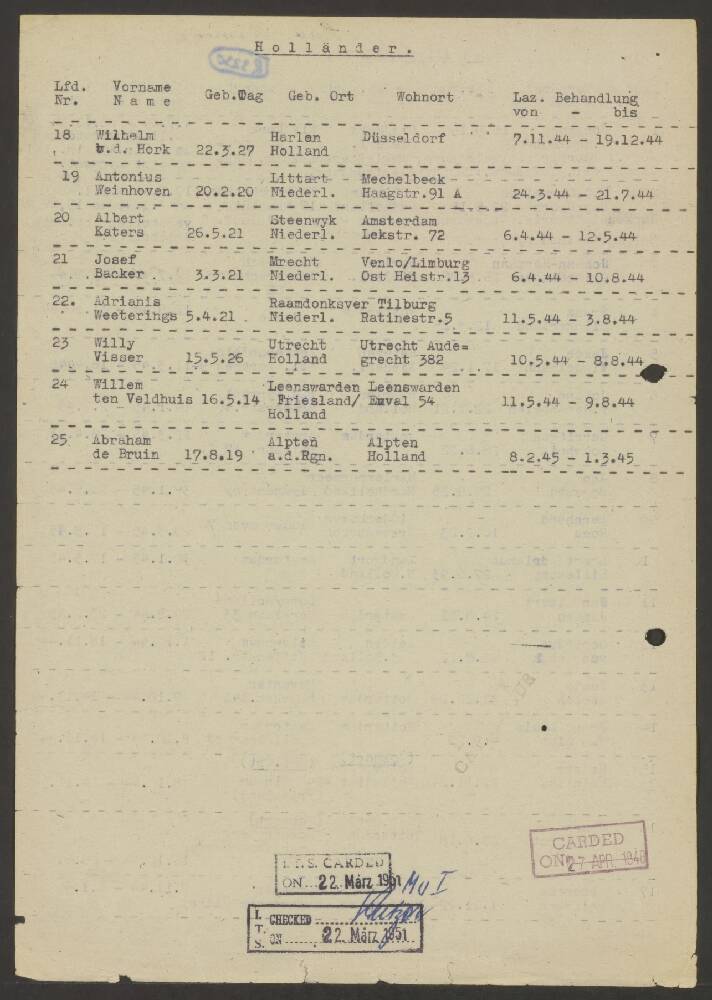 Holländer.
Lfd. Vorname Geb.Tag Geb. Ort Wohnort Laz. Behandlung
Nr. Name von - bis
18 Wilhelm Harlen Düsseldorf 7.11.44 - 19.12.44
v.d. Hork 22.3.27 Holland
19 Antonius Littart Mechelbeek
Weinhoven 20.2.20 Niederl. Haagstr.91 A 24.3.44 - 21.7.44
20 Albert Steenwyk Amsterdam
Katers 26.5.21 Niederl. Lekstr. 72 6.4.44 - 12.5.44
21 Josef Mrecht Venlo/Limburg
Backer 3.3.21 Niederl. Ost Heistr.13 6.4.44 - 10.8.44
22. Adrianis Raamdonksver Tilburg
Weeterings 5.4.21 Niederl. Ratinestr.5 11.5.44 - 3.8.44
23 Willy Utrecht Utrecht Aude=
Visser 15.5.26 Holland grecht 382 10.5.44 - 8.8.44
24 Willem Leenswarden Leenswarden
ten Veldhuis 16.5.14 Friesland/ Emval 54 11.5.44 - 9.8.44
Holland
25 Abraham Alpten Alpten
de Bruin 17.8.19 a.d.Rgn. Holland 8.2.45 - 1.3.45
CARDED
ON 27 APR. 1948
I.T.S. CARDED
ON 22. März 1951
I. T. S. CHECKED
ON 22. März 1951